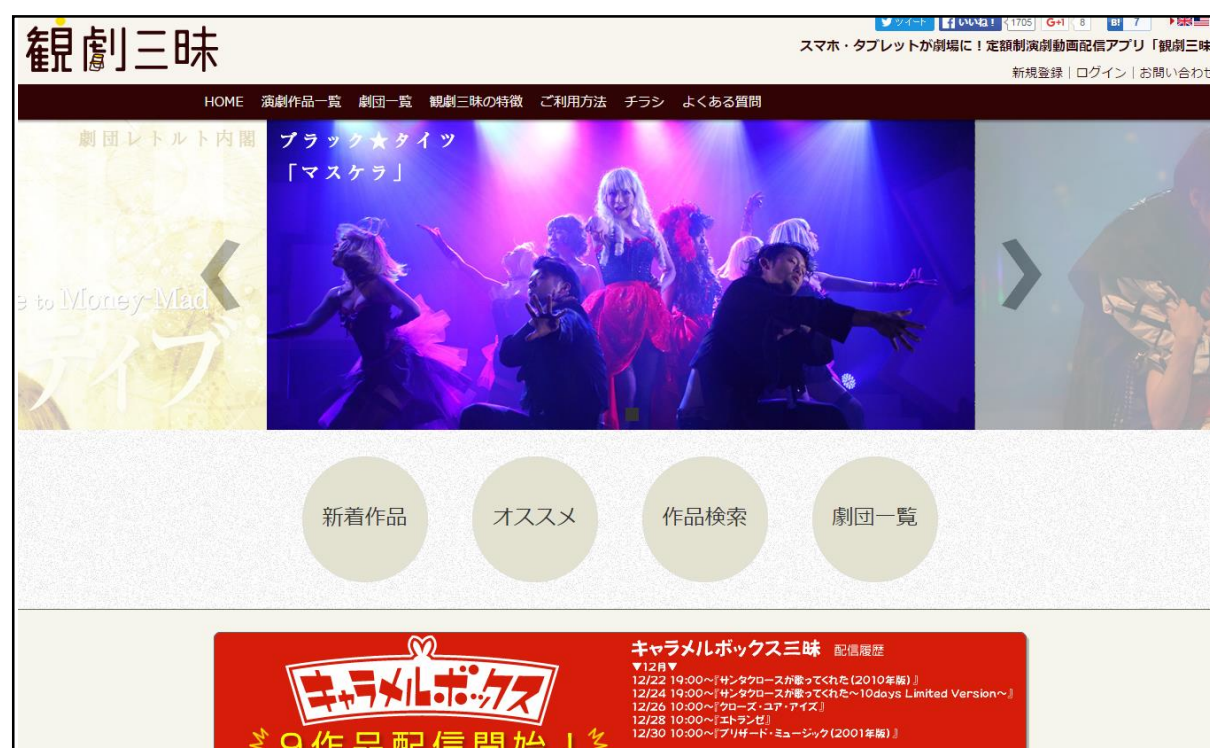 観劇三昧
ツイート いいね！ 1705 G+1 8 B! 7
スマホ・タブレットが劇場に！定額制演劇動画配信アプリ「観劇三昧
新規登録｜ログイン｜お問い合わせ
HOME 演劇作品一覧 劇団一覧 観劇三昧の特徴 ご利用方法 チラシ よくある質問
劇団レトルト内閣
ブラック★タイツ
「マスケラ」
to Money Mad
ティブ
新着作品 オススメ 作品検索 劇団一覧
キャラメルボックス
9作品配信開始！
キャラメルボックス三昧 配信履歴
▼12月▼
12/22 19:00～『サンタクロースが歌ってくれた(2010年版)』
12/24 19:00～『サンタクロースが歌ってくれた～10days Limited Version～』
12/26 10:00～『クローズ・ユア・アイズ』
12/28 10:00～『エトランゼ』
12/30 10:00～『ブリザード・ミュージック(2001年版)』